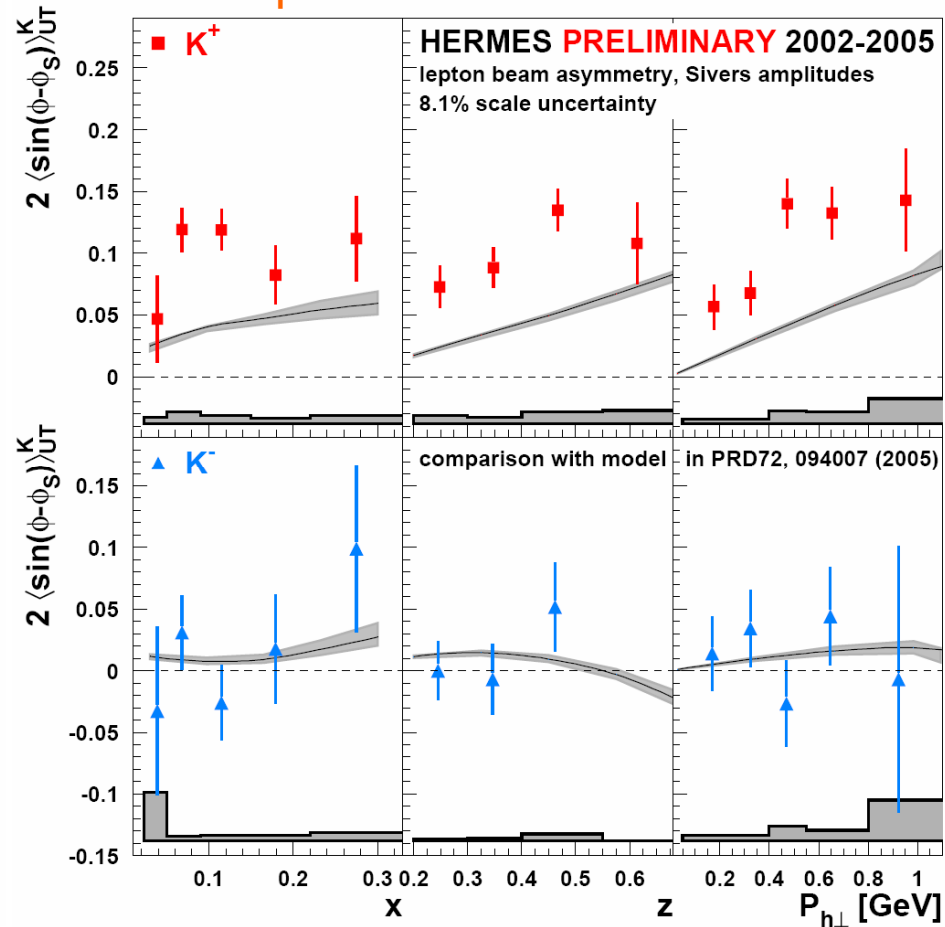 2 ⟨sin(ϕ-ϕS)⟩ᴷUT
K⁺
HERMES PRELIMINARY 2002-2005
lepton beam asymmetry, Sivers amplitudes
8.1% scale uncertainty
0.25
0.2
0.15
0.1
0.05
0
2 ⟨sin(ϕ-ϕS)⟩ᴷUT
K⁻
comparison with model
in PRD72, 094007 (2005)
0.15
0.1
0.05
0
-0.05
-0.1
-0.15
0.1 0.2 0.3 0.2 0.3 0.4 0.5 0.6 0.2 0.4 0.6 0.8 1
x z Ph⊥ [GeV]